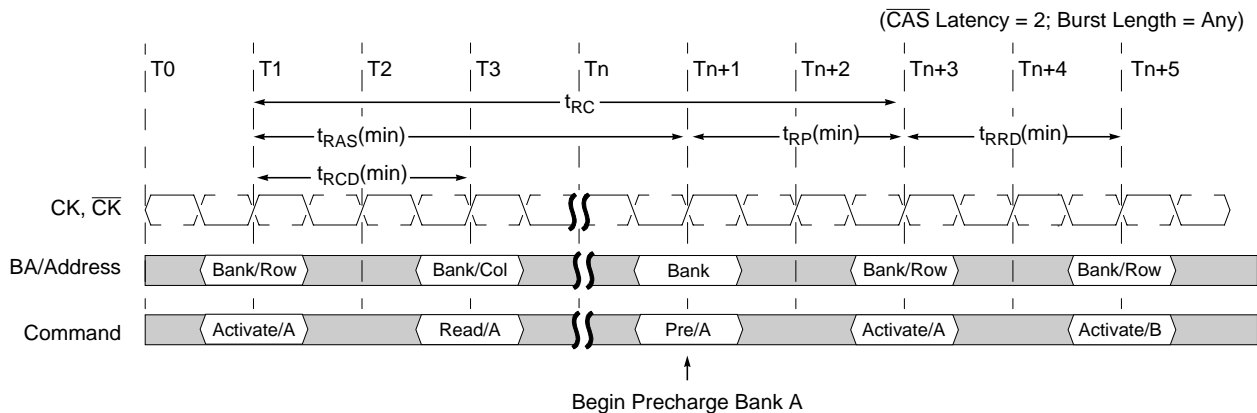 (CAS Latency = 2; Burst Length = Any)
T0 T1 T2 T3 Tn Tn+1 Tn+2 Tn+3 Tn+4 Tn+5
tRC
tRAS(min) tRP(min) tRRD(min)
tRCD(min)
CK, CK
BA/Address Bank/Row Bank/Col Bank Bank/Row Bank/Row
Command Activate/A Read/A Pre/A Activate/A Activate/B
Begin Precharge Bank A